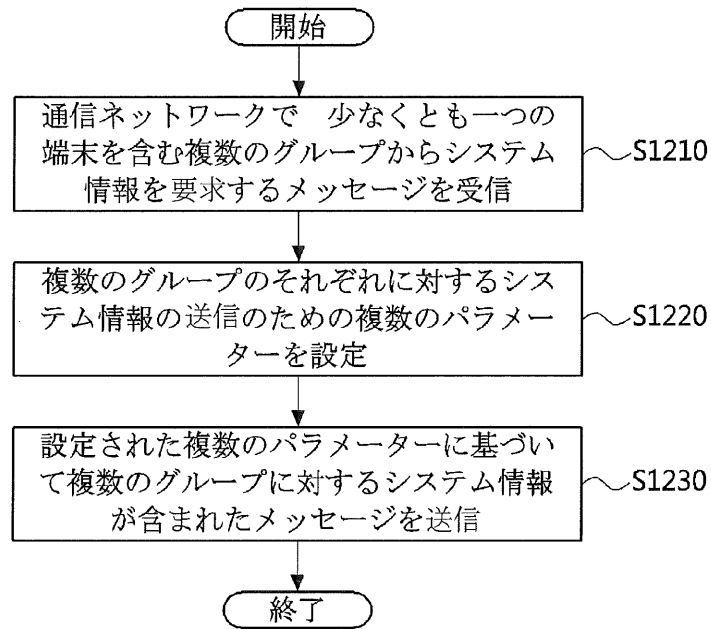 開始
通信ネットワークで　少なくとも一つの
端末を含む複数のグループからシステム
情報を要求するメッセージを受信
S1210
複数のグループのそれぞれに対するシス
テム情報の送信のための複数のパラメー
ターを設定
S1220
設定された複数のパラメーターに基づい
て複数のグループに対するシステム情報
が含まれたメッセージを送信
S1230
終了